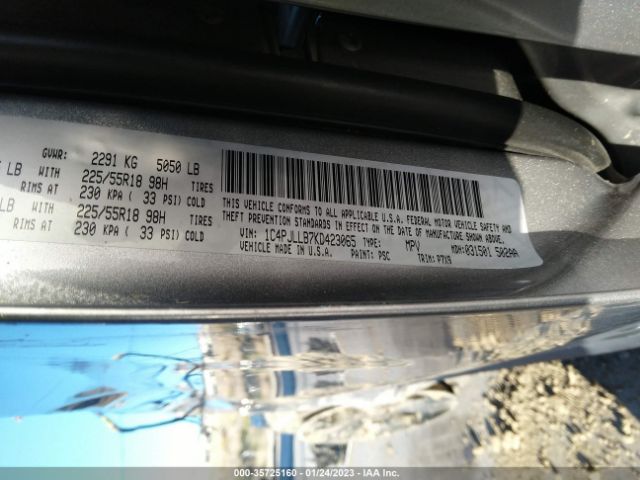 GVWR: 2291 KG 5050 LB
LB WITH 225/55R18 98H TIRES
RIMS AT 230 KPA ( 33 PSI) COLD
LB WITH 225/55R18 98H TIRES
RIMS AT 230 KPA ( 33 PSI) COLD
THIS VEHICLE CONFORMS TO ALL APPLICABLE U.S.A. FEDERAL MOTOR VEHICLE SAFETY AND
THEFT PREVENTION STANDARDS IN EFFECT ON THE DATE OF MANUFACTURE SHOWN ABOVE.
VIN: 1C4PJLLB7KD423065 TYPE: MPV MDH: 031501 502AA
VEHICLE MADE IN U.S.A. PAINT: PSC TRIM: P7X9
000-35725160 - 01/24/2023 - IAA Inc.